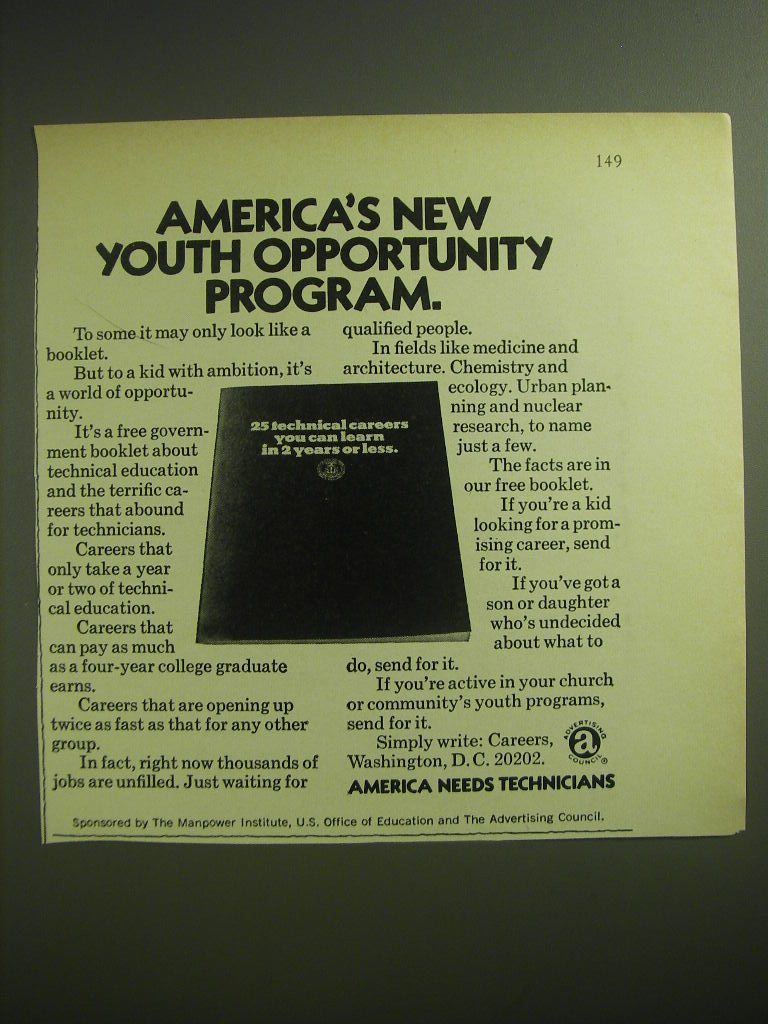 149
AMERICA'S NEW
YOUTH OPPORTUNITY
PROGRAM.
To some it may only look like a
booklet.
But to a kid with ambition, it's
a world of opportu-
nity.
It's a free govern-
ment booklet about
technical education
and the terrific ca-
reers that abound
for technicians.
Careers that
only take a year
or two of techni-
cal education.
Careers that
can pay as much
as a four-year college graduate
earns.
Careers that are opening up
twice as fast as that for any other
group.
In fact, right now thousands of
jobs are unfilled. Just waiting for
25 technical careers
you can learn
in 2 years or less.
qualified people.
In fields like medicine and
architecture. Chemistry and
ecology. Urban plan-
ning and nuclear
research, to name
just a few.
The facts are in
our free booklet.
If you're a kid
looking for a prom-
ising career, send
for it.
If you've got a
son or daughter
who's undecided
about what to
do, send for it.
If you're active in your church
or community's youth programs,
send for it.
Simply write: Careers,
Washington, D.C. 20202.
ADVERTISING
a
COUNCIL ®
AMERICA NEEDS TECHNICIANS
Sponsored by The Manpower Institute, U.S. Office of Education and The Advertising Council.